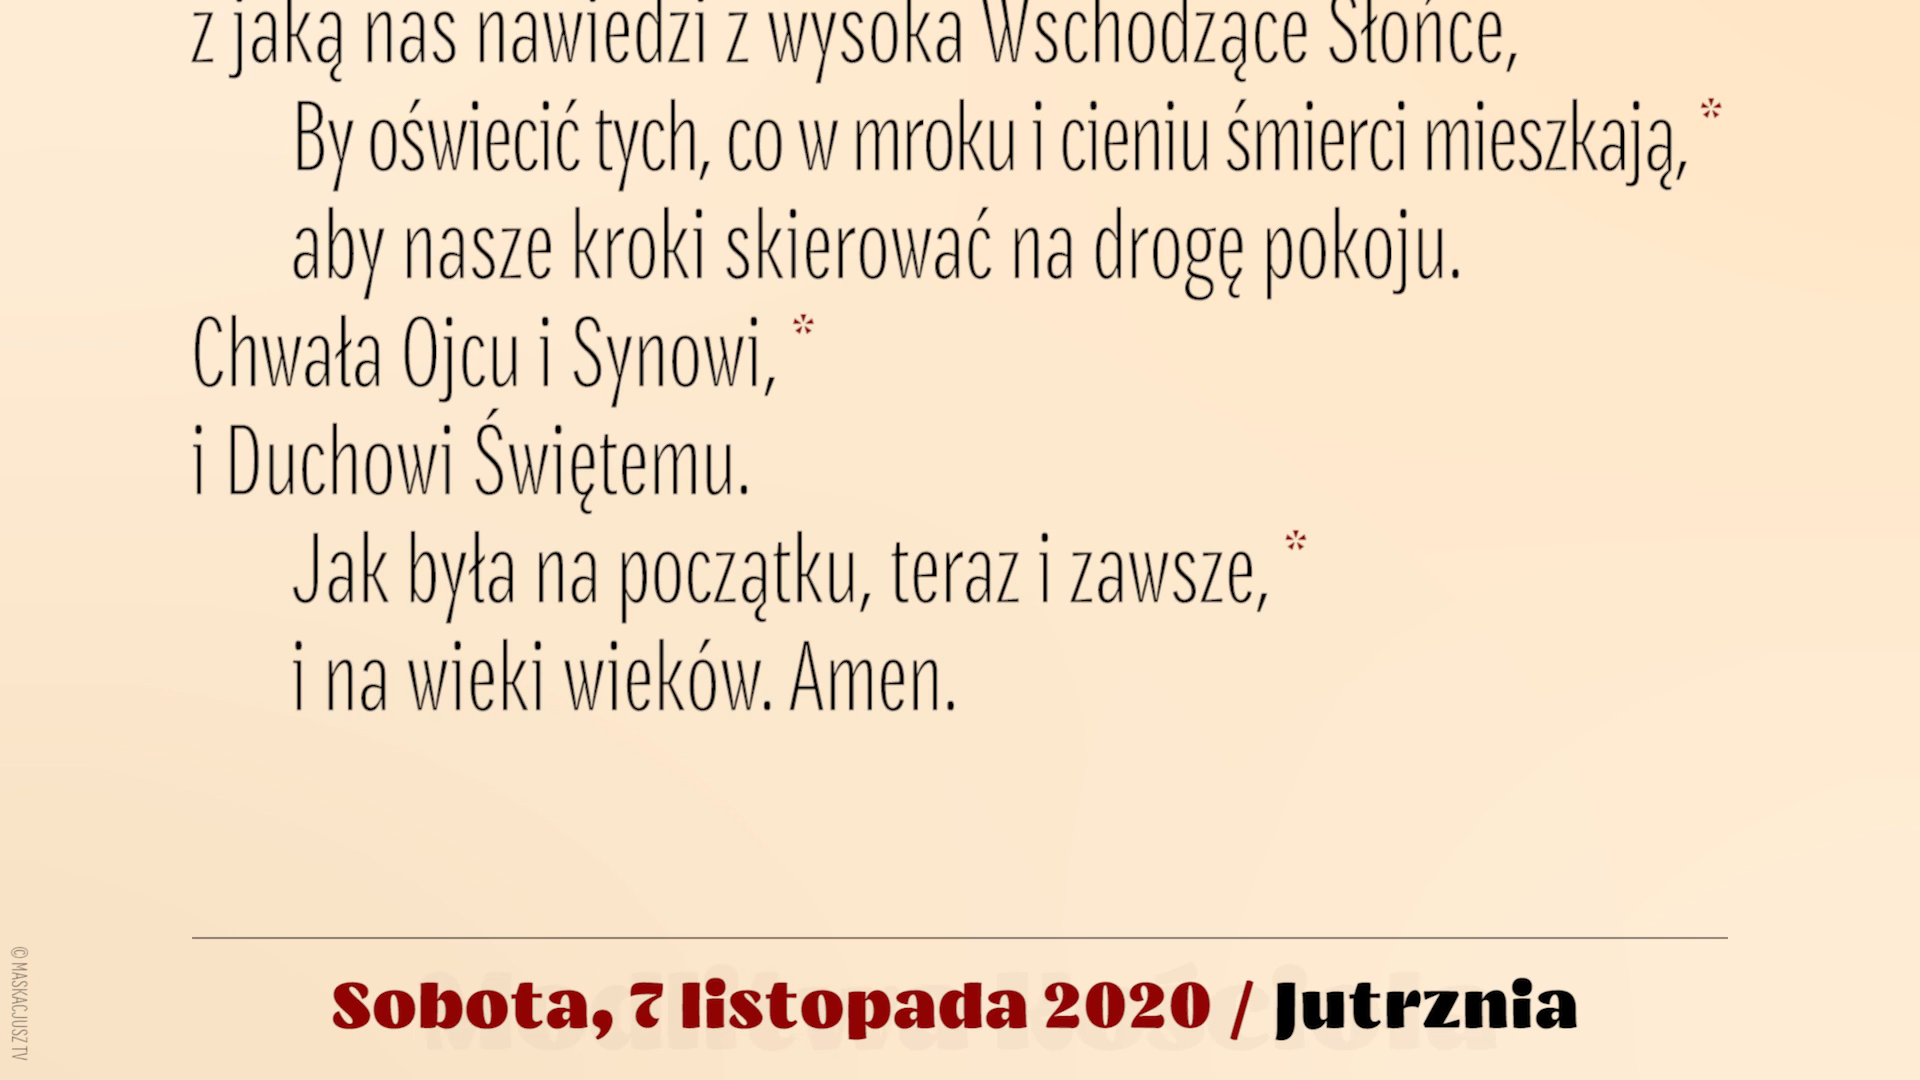 z jaką nas nawiedzi z wysoka Wschodzące Słońce,
By oświecić tych, co w mroku i cieniu śmierci mieszkają, *
aby nasze kroki skierować na drogę pokoju.
Chwała Ojcu i Synowi, *
i Duchowi Świętemu.
Jak była na początku, teraz i zawsze, *
i na wieki wieków. Amen.
Sobota, 7 listopada 2020 / Jutrznia
© MASKACJUSZ TV